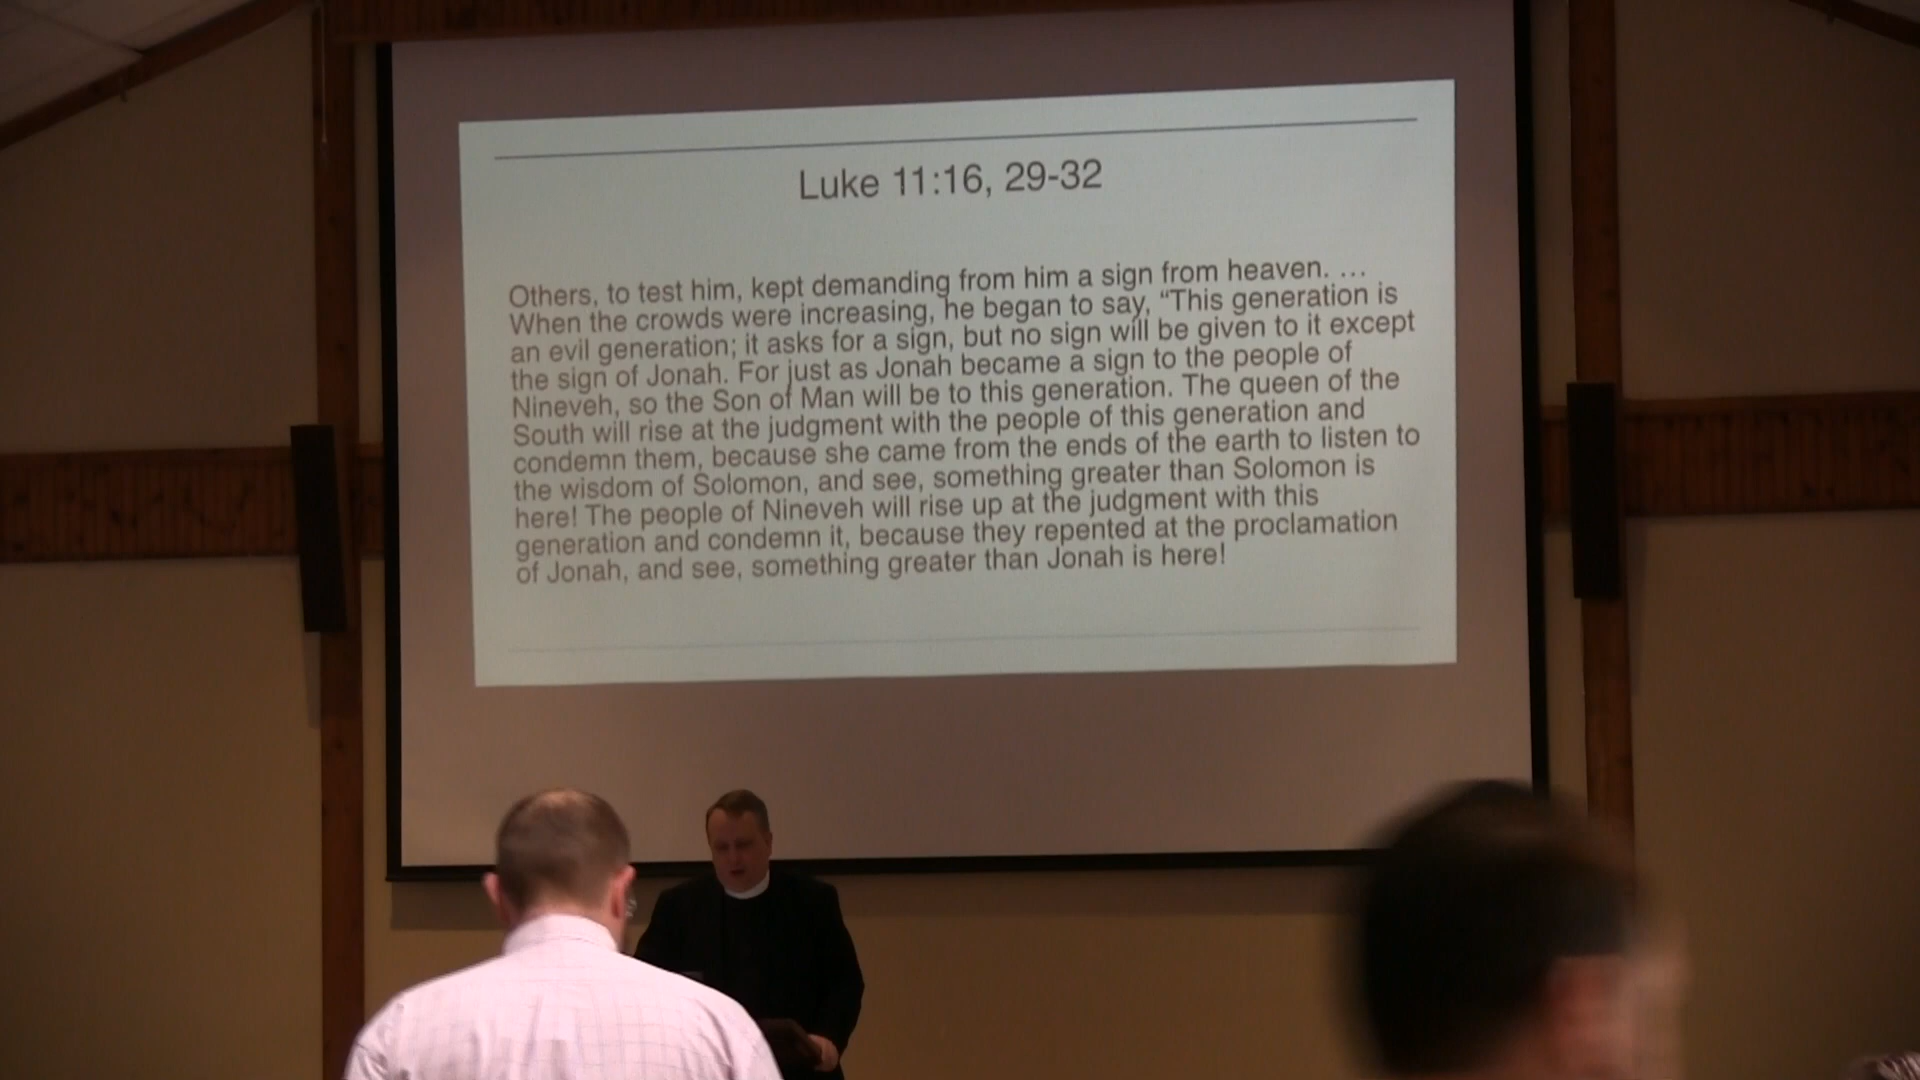 Luke 11:16, 29-32
Others, to test him, kept demanding from him a sign from heaven. …
When the crowds were increasing, he began to say, “This generation is
an evil generation; it asks for a sign, but no sign will be given to it except
the sign of Jonah. For just as Jonah became a sign to the people of
Nineveh, so the Son of Man will be to this generation. The queen of the
South will rise at the judgment with the people of this generation and
condemn them, because she came from the ends of the earth to listen to
the wisdom of Solomon, and see, something greater than Solomon is
here! The people of Nineveh will rise up at the judgment with this
generation and condemn it, because they repented at the proclamation
of Jonah, and see, something greater than Jonah is here!